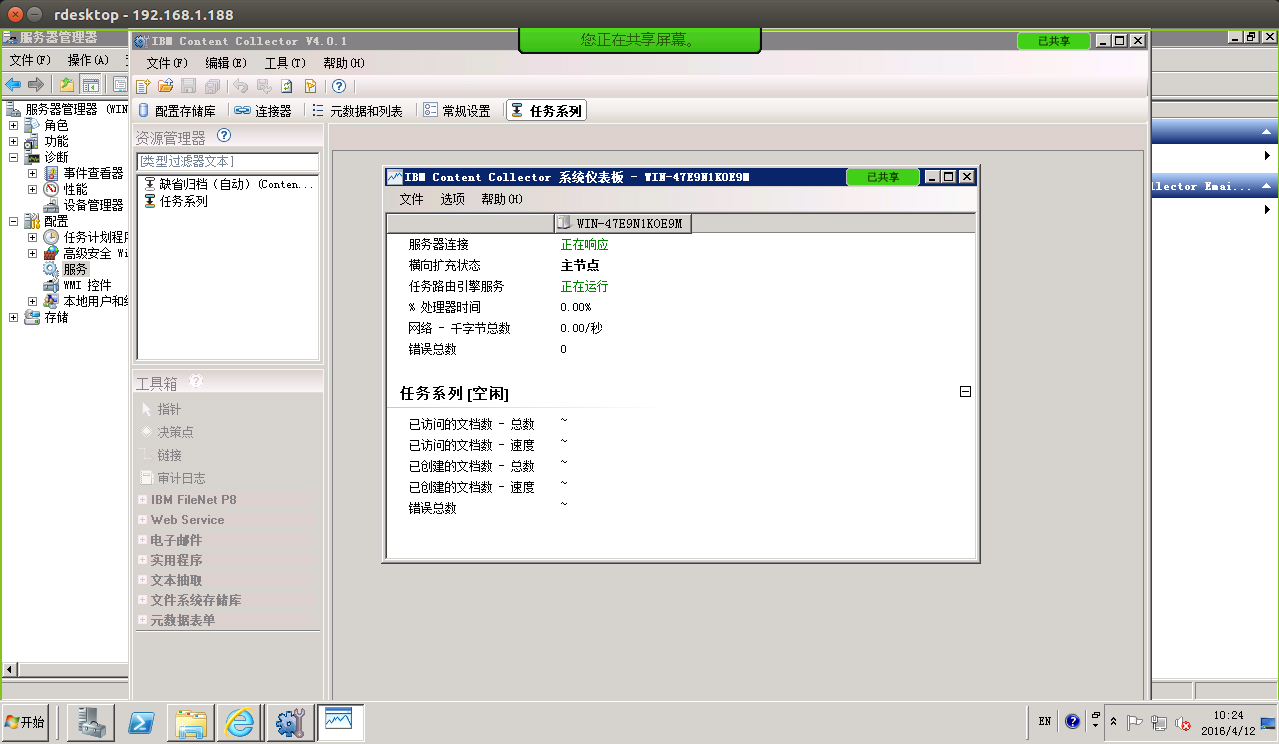 rdesktop - 192.168.1.188
服务器管理器
IBM Content Collector V4.0.1
您正在共享屏幕。
已共享
文件(F) 操作(A)
文件(F) 编辑(E) 工具(T) 帮助(H)
服务器管理器 (WIN
角色
功能
诊断
事件查看器
性能
设备管理器
配置
任务计划程序
高级安全 Wi
服务
WMI 控件
本地用户和组
存储
配置存储库 连接器 元数据和列表 常规设置 任务系列
资源管理器
[类型过滤器文本]
缺省归档（自动）(Conten...
任务系列
工具箱
指针
决策点
链接
审计日志
IBM FileNet P8
Web Service
电子邮件
实用程序
文本抽取
文件系统存储库
元数据表单
IBM Content Collector 系统仪表板 - WIN-47E9N1KOE9M
已共享
文件 选项 帮助(H)
WIN-47E9N1KOE9M
服务器连接 正在响应
横向扩充状态 主节点
任务路由引擎服务 正在运行
% 处理器时间 0.00%
网络 - 千字节总数 0.00/秒
错误总数 0
任务系列 [空闲]
已访问的文档数 - 总数 ~
已访问的文档数 - 速度 ~
已创建的文档数 - 总数 ~
已创建的文档数 - 速度 ~
错误总数 ~
llector Emai...
开始
EN
10:24
2016/4/12